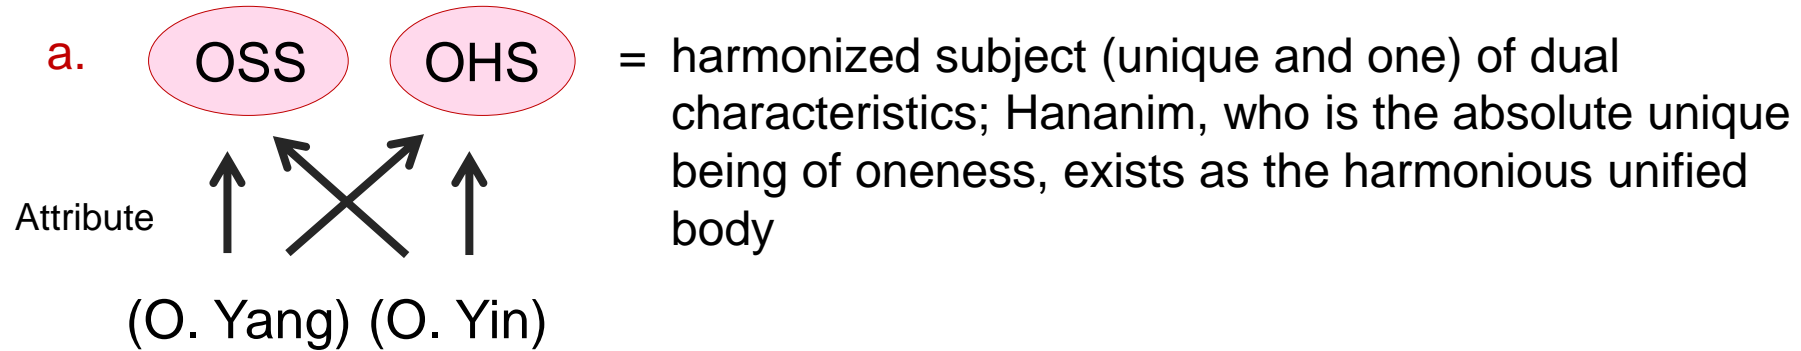 a. OSS OHS = harmonized subject (unique and one) of dual
characteristics; Hananim, who is the absolute unique
being of oneness, exists as the harmonious unified
Attribute
body
(O. Yang) (O. Yin)